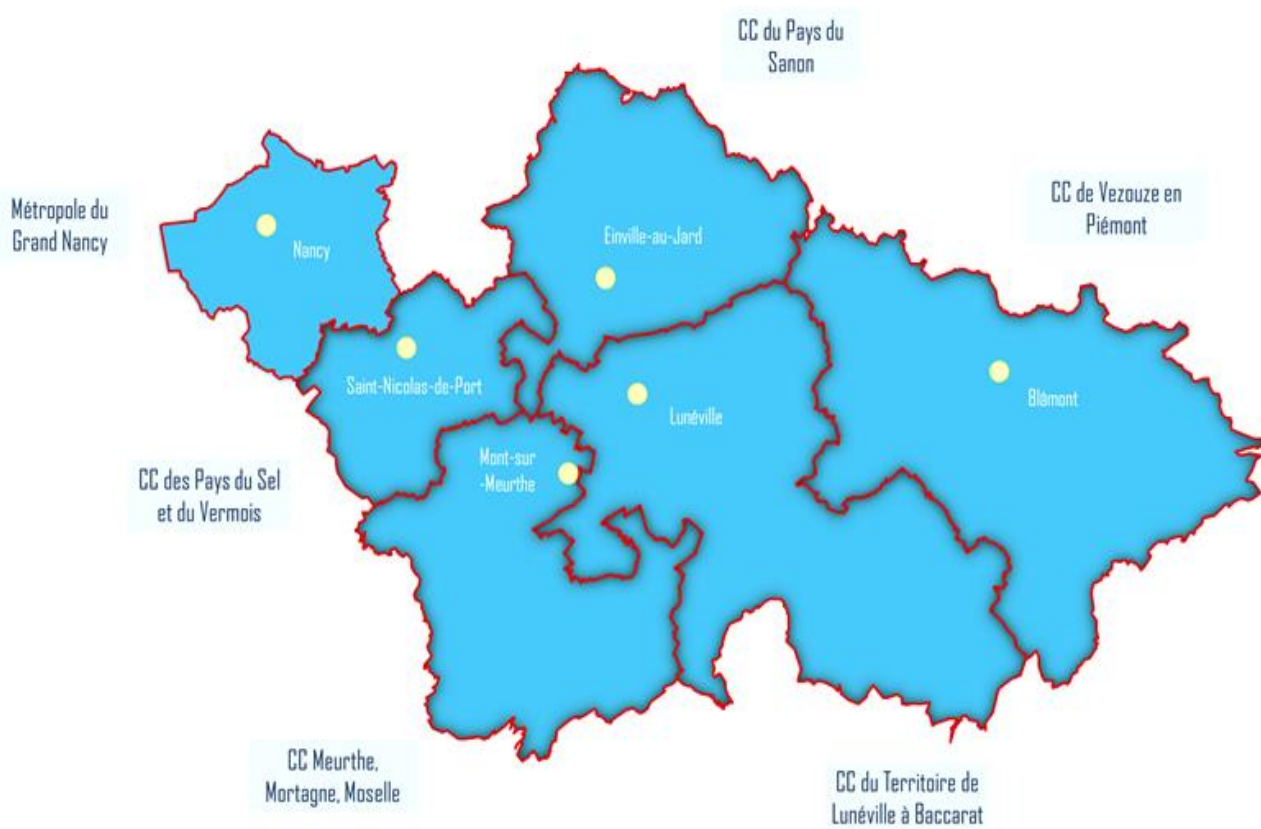 CC du Pays du
Sanon
Métropole du
Grand Nancy
CC de Vezouze en
Piémont
Nancy
Einville-au-Jard
Saint-Nicolas-de-Port
Lunéville
Blâmont
Mont-sur
-Meurthe
CC des Pays du Sel
et du Vermois
CC Meurthe,
Mortagne, Moselle
CC du Territoire de
Lunéville à Baccarat